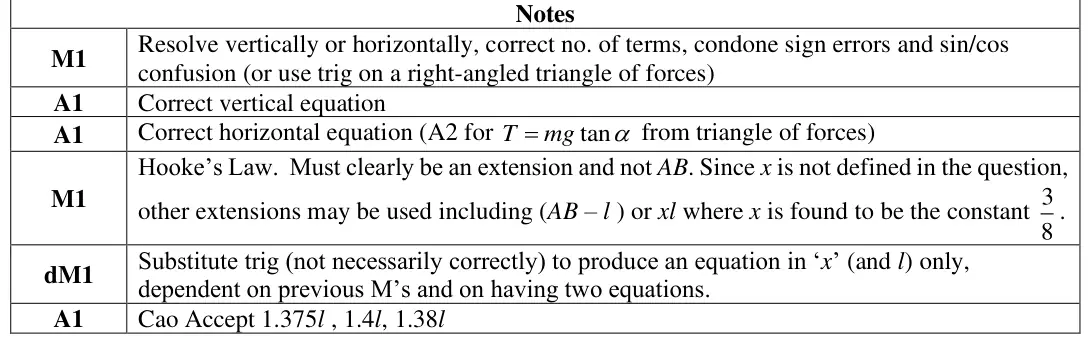 Notes
M1
Resolve vertically or horizontally, correct no. of terms, condone sign errors and sin/cos
confusion (or use trig on a right-angled triangle of forces)
A1
Correct vertical equation
A1
Correct horizontal equation (A2 for T = mg tan α from triangle of forces)
M1
Hooke's Law. Must clearly be an extension and not AB. Since x is not defined in the question,
other extensions may be used including (AB – l ) or xl where x is found to be the constant 3/8 .
dM1
Substitute trig (not necessarily correctly) to produce an equation in 'x' (and l) only,
dependent on previous M's and on having two equations.
A1
Cao Accept 1.375l , 1.4l, 1.38l